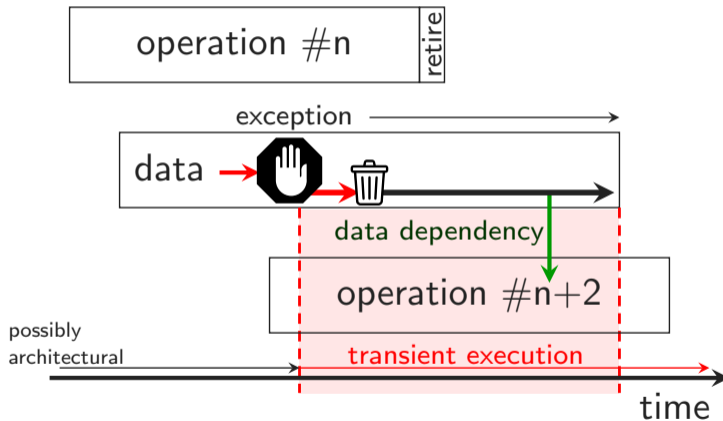 operation #n
retire
exception
data
data dependency
operation #n+2
possibly
architectural
transient execution
time